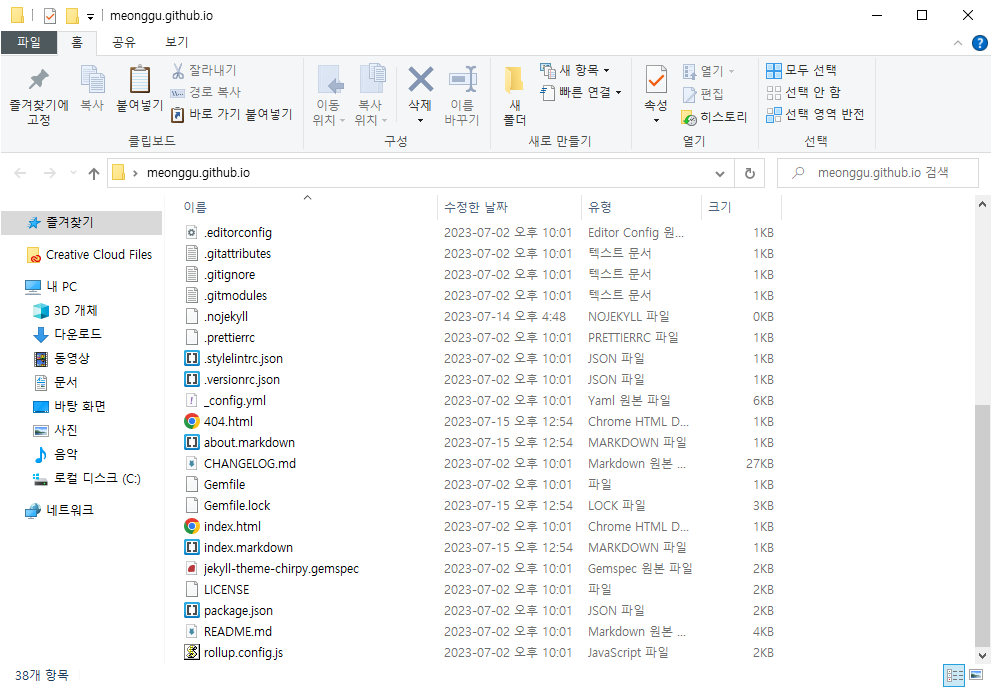 meonggu.github.io
파일 홈 공유 보기
즐겨찾기에 고정
복사
붙여넣기
잘라내기
경로 복사
바로 가기 붙여넣기
클립보드
이동 위치
복사 위치
삭제
이름 바꾸기
구성
새 폴더
새 항목
빠른 연결
새로 만들기
속성
열기
편집
히스토리
열기
모두 선택
선택 안 함
선택 영역 반전
선택
meonggu.github.io
meonggu.github.io 검색
즐겨찾기
Creative Cloud Files
내 PC
3D 개체
다운로드
동영상
문서
바탕 화면
사진
음악
로컬 디스크 (C:)
네트워크
이름 수정한 날짜 유형 크기
.editorconfig 2023-07-02 오후 10:01 Editor Config 원... 1KB
.gitattributes 2023-07-02 오후 10:01 텍스트 문서 1KB
.gitignore 2023-07-02 오후 10:01 텍스트 문서 1KB
.gitmodules 2023-07-02 오후 10:01 텍스트 문서 1KB
.nojekyll 2023-07-14 오후 4:48 NOJEKYLL 파일 0KB
.prettierrc 2023-07-02 오후 10:01 PRETTIERRC 파일 1KB
.stylelintrc.json 2023-07-02 오후 10:01 JSON 파일 1KB
.versionrc.json 2023-07-02 오후 10:01 JSON 파일 1KB
_config.yml 2023-07-02 오후 10:01 Yaml 원본 파일 6KB
404.html 2023-07-15 오후 12:54 Chrome HTML D... 1KB
about.markdown 2023-07-15 오후 12:54 MARKDOWN 파일 1KB
CHANGELOG.md 2023-07-02 오후 10:01 Markdown 원본 ... 27KB
Gemfile 2023-07-02 오후 10:01 파일 1KB
Gemfile.lock 2023-07-15 오후 12:54 LOCK 파일 3KB
index.html 2023-07-02 오후 10:01 Chrome HTML D... 1KB
index.markdown 2023-07-15 오후 12:54 MARKDOWN 파일 1KB
jekyll-theme-chirpy.gemspec 2023-07-02 오후 10:01 Gemspec 원본 파일 2KB
LICENSE 2023-07-02 오후 10:01 파일 2KB
package.json 2023-07-02 오후 10:01 JSON 파일 2KB
README.md 2023-07-02 오후 10:01 Markdown 원본 ... 4KB
rollup.config.js 2023-07-02 오후 10:01 JavaScript 파일 2KB
38개 항목